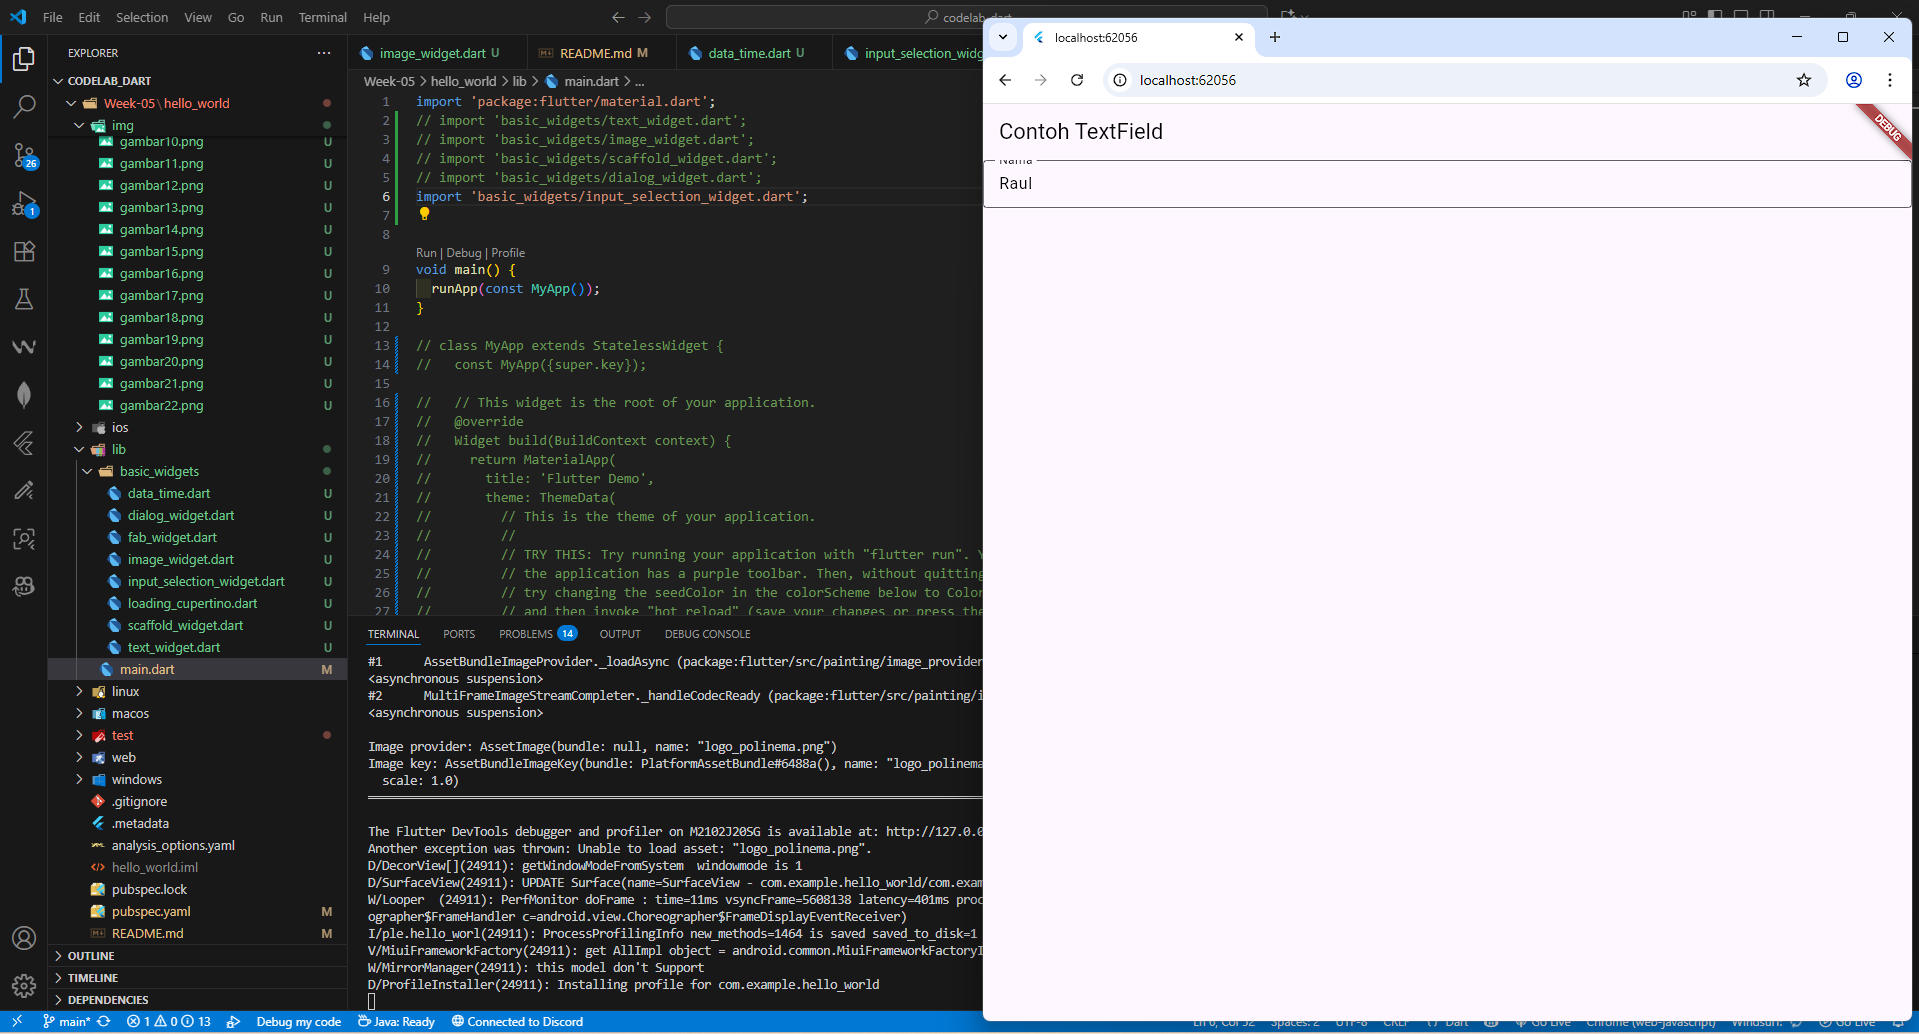 File Edit Selection View Go Run Terminal Help
EXPLORER
CODELAB_DART
Week-05\hello_world
img
gambar10.png U
gambar11.png U
gambar12.png U
gambar13.png U
gambar14.png U
gambar15.png U
gambar16.png U
gambar17.png U
gambar18.png U
gambar19.png U
gambar20.png U
gambar21.png U
gambar22.png U
ios
lib
basic_widgets
data_time.dart U
dialog_widget.dart U
fab_widget.dart U
image_widget.dart U
input_selection_widget.dart U
loading_cupertino.dart U
scaffold_widget.dart U
text_widget.dart U
main.dart M
linux
macos
test
web
windows
.gitignore
.metadata
analysis_options.yaml
hello_world.iml
pubspec.lock
pubspec.yaml M
README.md M
OUTLINE
TIMELINE
DEPENDENCIES
26
1
image_widget.dart U README.md M data_time.dart U input_selection_widg
Week-05 > hello_world > lib > main.dart > ...
1 import 'package:flutter/material.dart';
2 // import 'basic_widgets/text_widget.dart';
3 // import 'basic_widgets/image_widget.dart';
4 // import 'basic_widgets/scaffold_widget.dart';
5 // import 'basic_widgets/dialog_widget.dart';
6 import 'basic_widgets/input_selection_widget.dart';
7
8
Run | Debug | Profile
9 void main() {
10 runApp(const MyApp());
11 }
12
13 // class MyApp extends StatelessWidget {
14 //   const MyApp({super.key});
15
16 //   // This widget is the root of your application.
17 //   @override
18 //   Widget build(BuildContext context) {
19 //     return MaterialApp(
20 //       title: 'Flutter Demo',
21 //       theme: ThemeData(
22 //         // This is the theme of your application.
23 //         //
24 //         // TRY THIS: Try running your application with "flutter run".
25 //         // the application has a purple toolbar. Then, without quitting
26 //         // try changing the seedColor in the colorScheme below to Color
27 //         // and then invoke "hot reload" (save your changes or press the
TERMINAL PORTS PROBLEMS 14 OUTPUT DEBUG CONSOLE
#1      AssetBundleImageProvider._loadAsync (package:flutter/src/painting/image_provider
<asynchronous suspension>
#2      MultiFrameImageStreamCompleter._handleCodecReady (package:flutter/src/painting/i
<asynchronous suspension>
Image provider: AssetImage(bundle: null, name: "logo_polinema.png")
Image key: AssetBundleImageKey(bundle: PlatformAssetBundle#6488a(), name: "logo_polinema
scale: 1.0)
The Flutter DevTools debugger and profiler on M2102J20SG is available at: http://127.0.0
Another exception was thrown: Unable to load asset: "logo_polinema.png".
D/DecorView[](24911): getWindowModeFromSystem  windowmode is 1
D/SurfaceView(24911): UPDATE Surface(name=SurfaceView - com.example.hello_world/com.exam
W/Looper  (24911): PerfMonitor doFrame : time=11ms vsyncFrame=5608138 latency=401ms proc
ographer$FrameHandler c=android.view.Choreographer$FrameDisplayEventReceiver)
I/ple.hello_worl(24911): ProcessProfilingInfo new_methods=1464 is saved saved_to_disk=1
V/MiuiFrameworkFactory(24911): get AllImpl object = android.common.MiuiFrameworkFactoryI
W/MirrorManager(24911): this model don't Support
D/ProfileInstaller(24911): Installing profile for com.example.hello_world
main* 1 0 13 Debug my code Java: Ready Connected to Discord
localhost:62056
localhost:62056
Contoh TextField
DEBUG
Nama
Raul